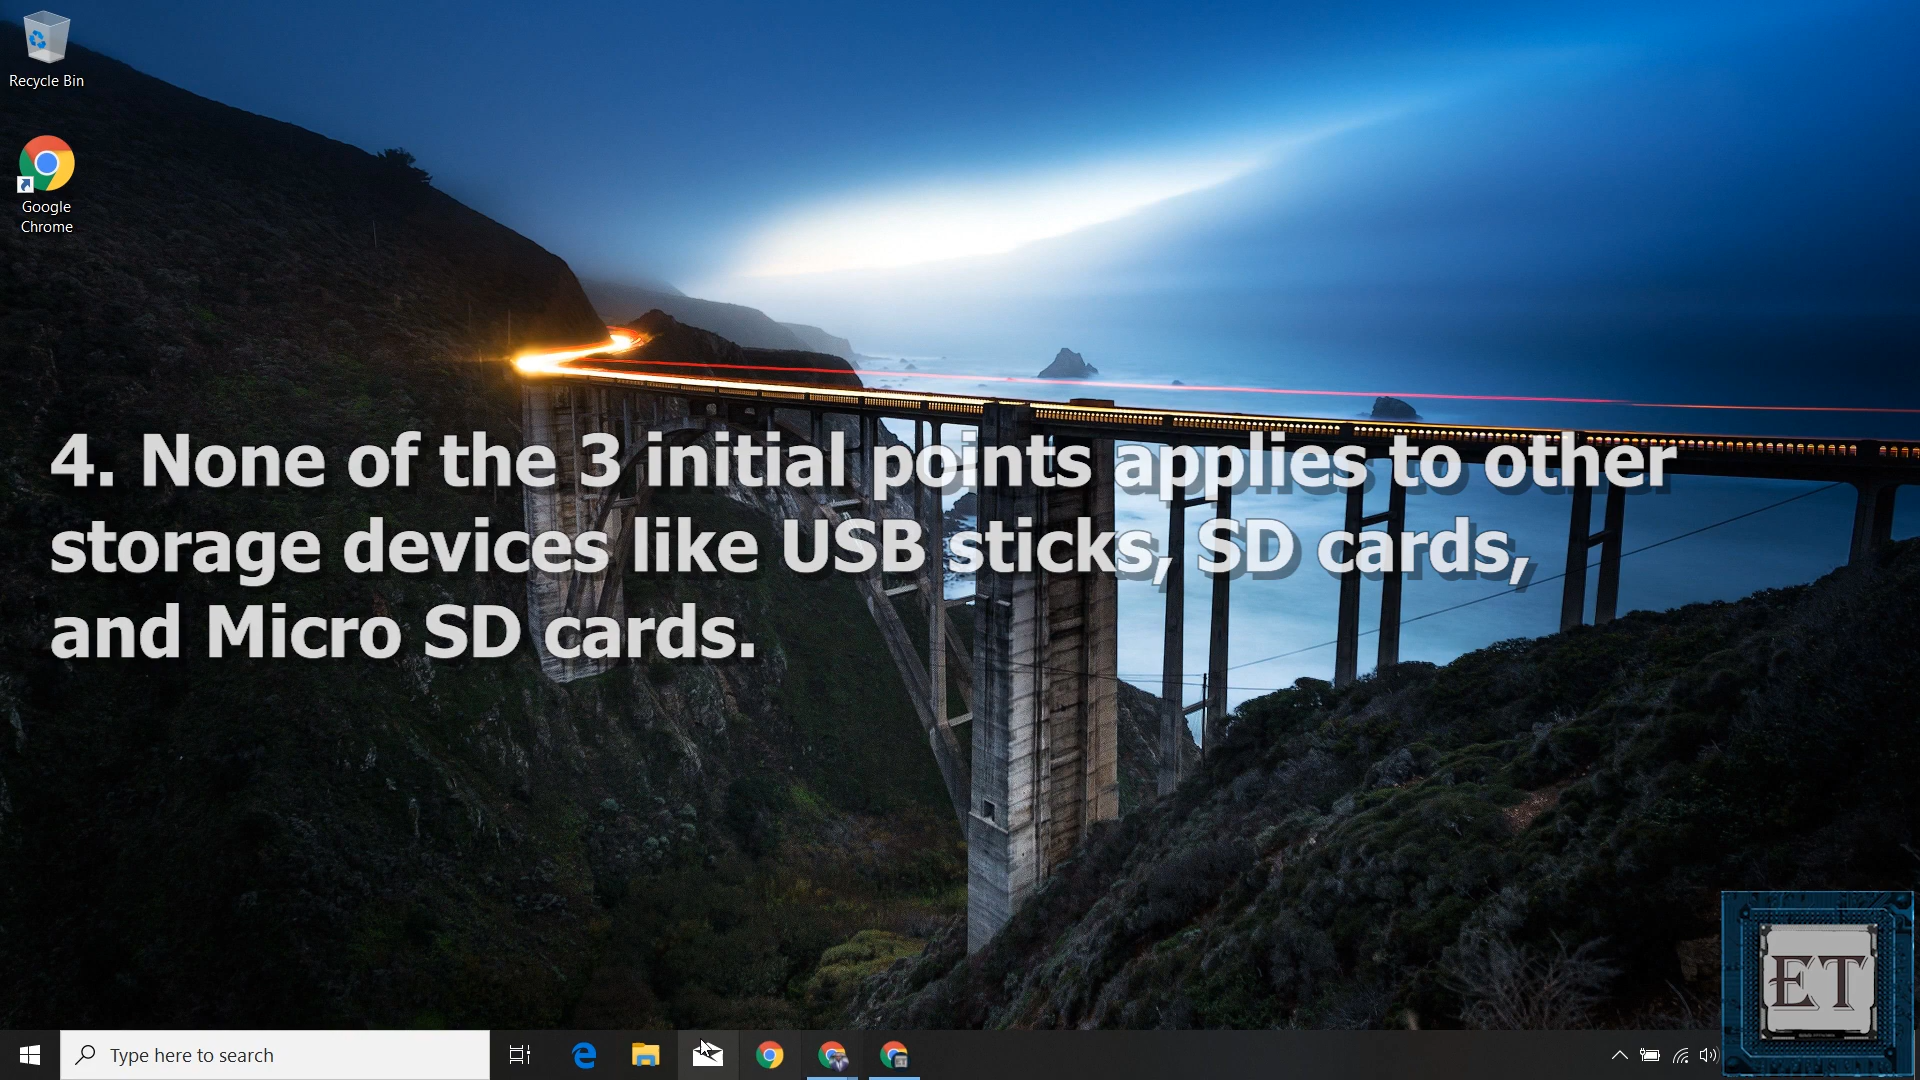 Recycle Bin
Google
Chrome
4. None of the 3 initial points applies to other
storage devices like USB sticks, SD cards,
and Micro SD cards.
ET
Type here to search